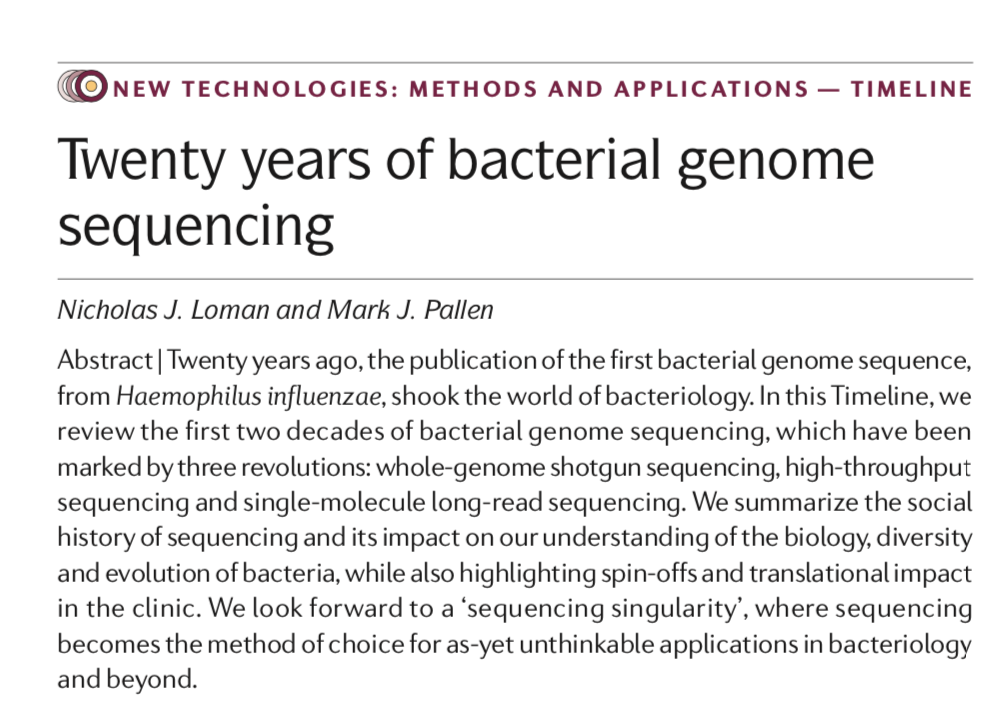 NEW TECHNOLOGIES: METHODS AND APPLICATIONS — TIMELINE
Twenty years of bacterial genome
sequencing
Nicholas J. Loman and Mark J. Pallen
Abstract | Twenty years ago, the publication of the first bacterial genome sequence,
from Haemophilus influenzae, shook the world of bacteriology. In this Timeline, we
review the first two decades of bacterial genome sequencing, which have been
marked by three revolutions: whole-genome shotgun sequencing, high-throughput
sequencing and single-molecule long-read sequencing. We summarize the social
history of sequencing and its impact on our understanding of the biology, diversity
and evolution of bacteria, while also highlighting spin-offs and translational impact
in the clinic. We look forward to a ‘sequencing singularity’, where sequencing
becomes the method of choice for as-yet unthinkable applications in bacteriology
and beyond.